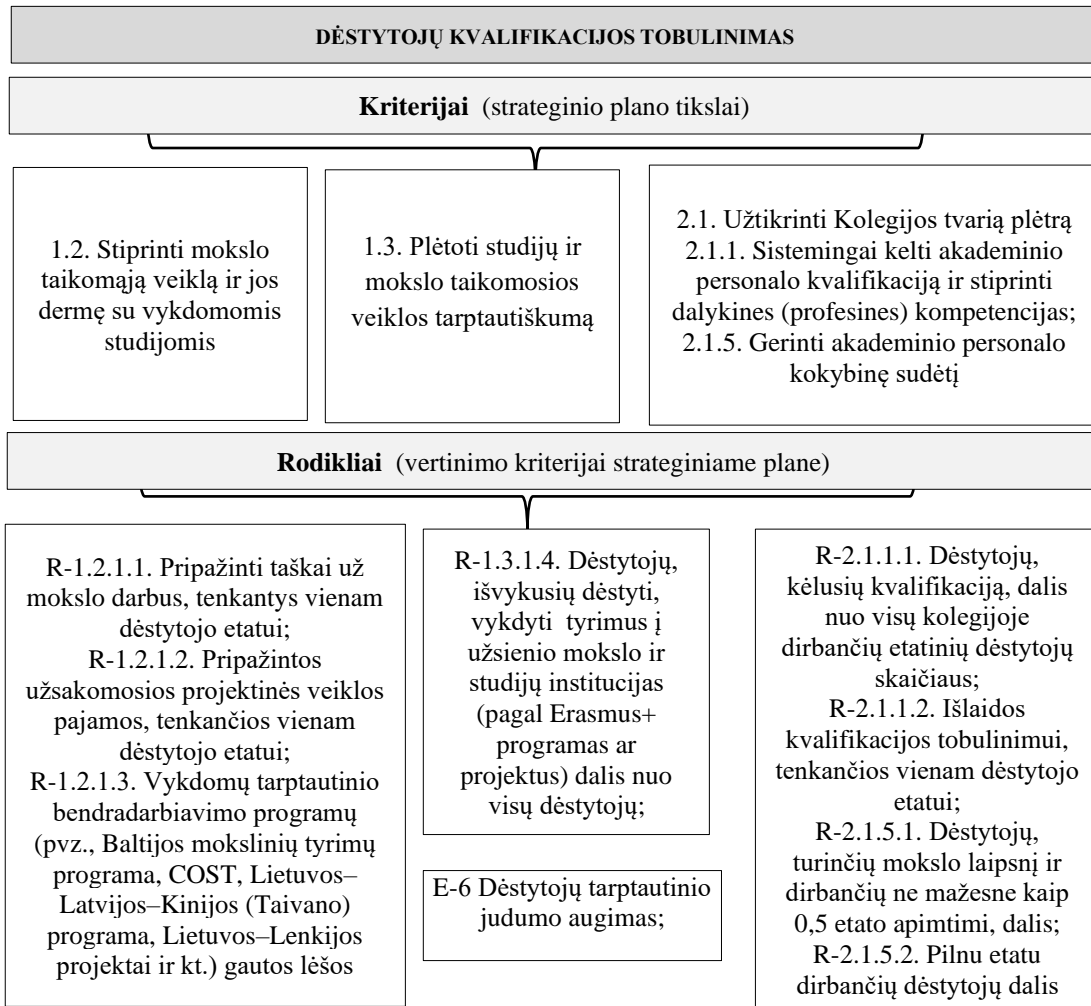 DĖSTYTOJŲ KVALIFIKACIJOS TOBULINIMAS
Kriterijai (strateginio plano tikslai)
1.2. Stiprinti mokslo
taikomąją veiklą ir jos
dermę su vykdomomis
studijomis
1.3. Plėtoti studijų ir
mokslo taikomosios
veiklos tarptautiškumą
2.1. Užtikrinti Kolegijos tvarią plėtrą
2.1.1. Sistemingai kelti akademinio
personalo kvalifikaciją ir stiprinti
dalykines (profesines) kompetencijas;
2.1.5. Gerinti akademinio personalo
kokybinę sudėtį
Rodikliai (vertinimo kriterijai strateginiame plane)
R-1.2.1.1. Pripažinti taškai už
mokslo darbus, tenkantys vienam
dėstytojo etatui;
R-1.2.1.2. Pripažintos
užsakomosios projektinės veiklos
pajamos, tenkančios vienam
dėstytojo etatui;
R-1.2.1.3. Vykdomų tarptautinio
bendradarbiavimo programų
(pvz., Baltijos mokslinių tyrimų
programa, COST, Lietuvos–
Latvijos–Kinijos (Taivano)
programa, Lietuvos–Lenkijos
projektai ir kt.) gautos lėšos
R-1.3.1.4. Dėstytojų,
išvykusių dėstyti,
vykdyti tyrimus į
užsienio mokslo ir
studijų institucijas
(pagal Erasmus+
programas ar
projektus) dalis nuo
visų dėstytojų;
E-6 Dėstytojų tarptautinio
judumo augimas;
R-2.1.1.1. Dėstytojų,
kėlusių kvalifikaciją, dalis
nuo visų kolegijoje
dirbančių etatinių dėstytojų
skaičiaus;
R-2.1.1.2. Išlaidos
kvalifikacijos tobulinimui,
tenkančios vienam dėstytojo
etatui;
R-2.1.5.1. Dėstytojų,
turinčių mokslo laipsnį ir
dirbančių ne mažesne kaip
0,5 etato apimtimi, dalis;
R-2.1.5.2. Pilnu etatu
dirbančių dėstytojų dalis